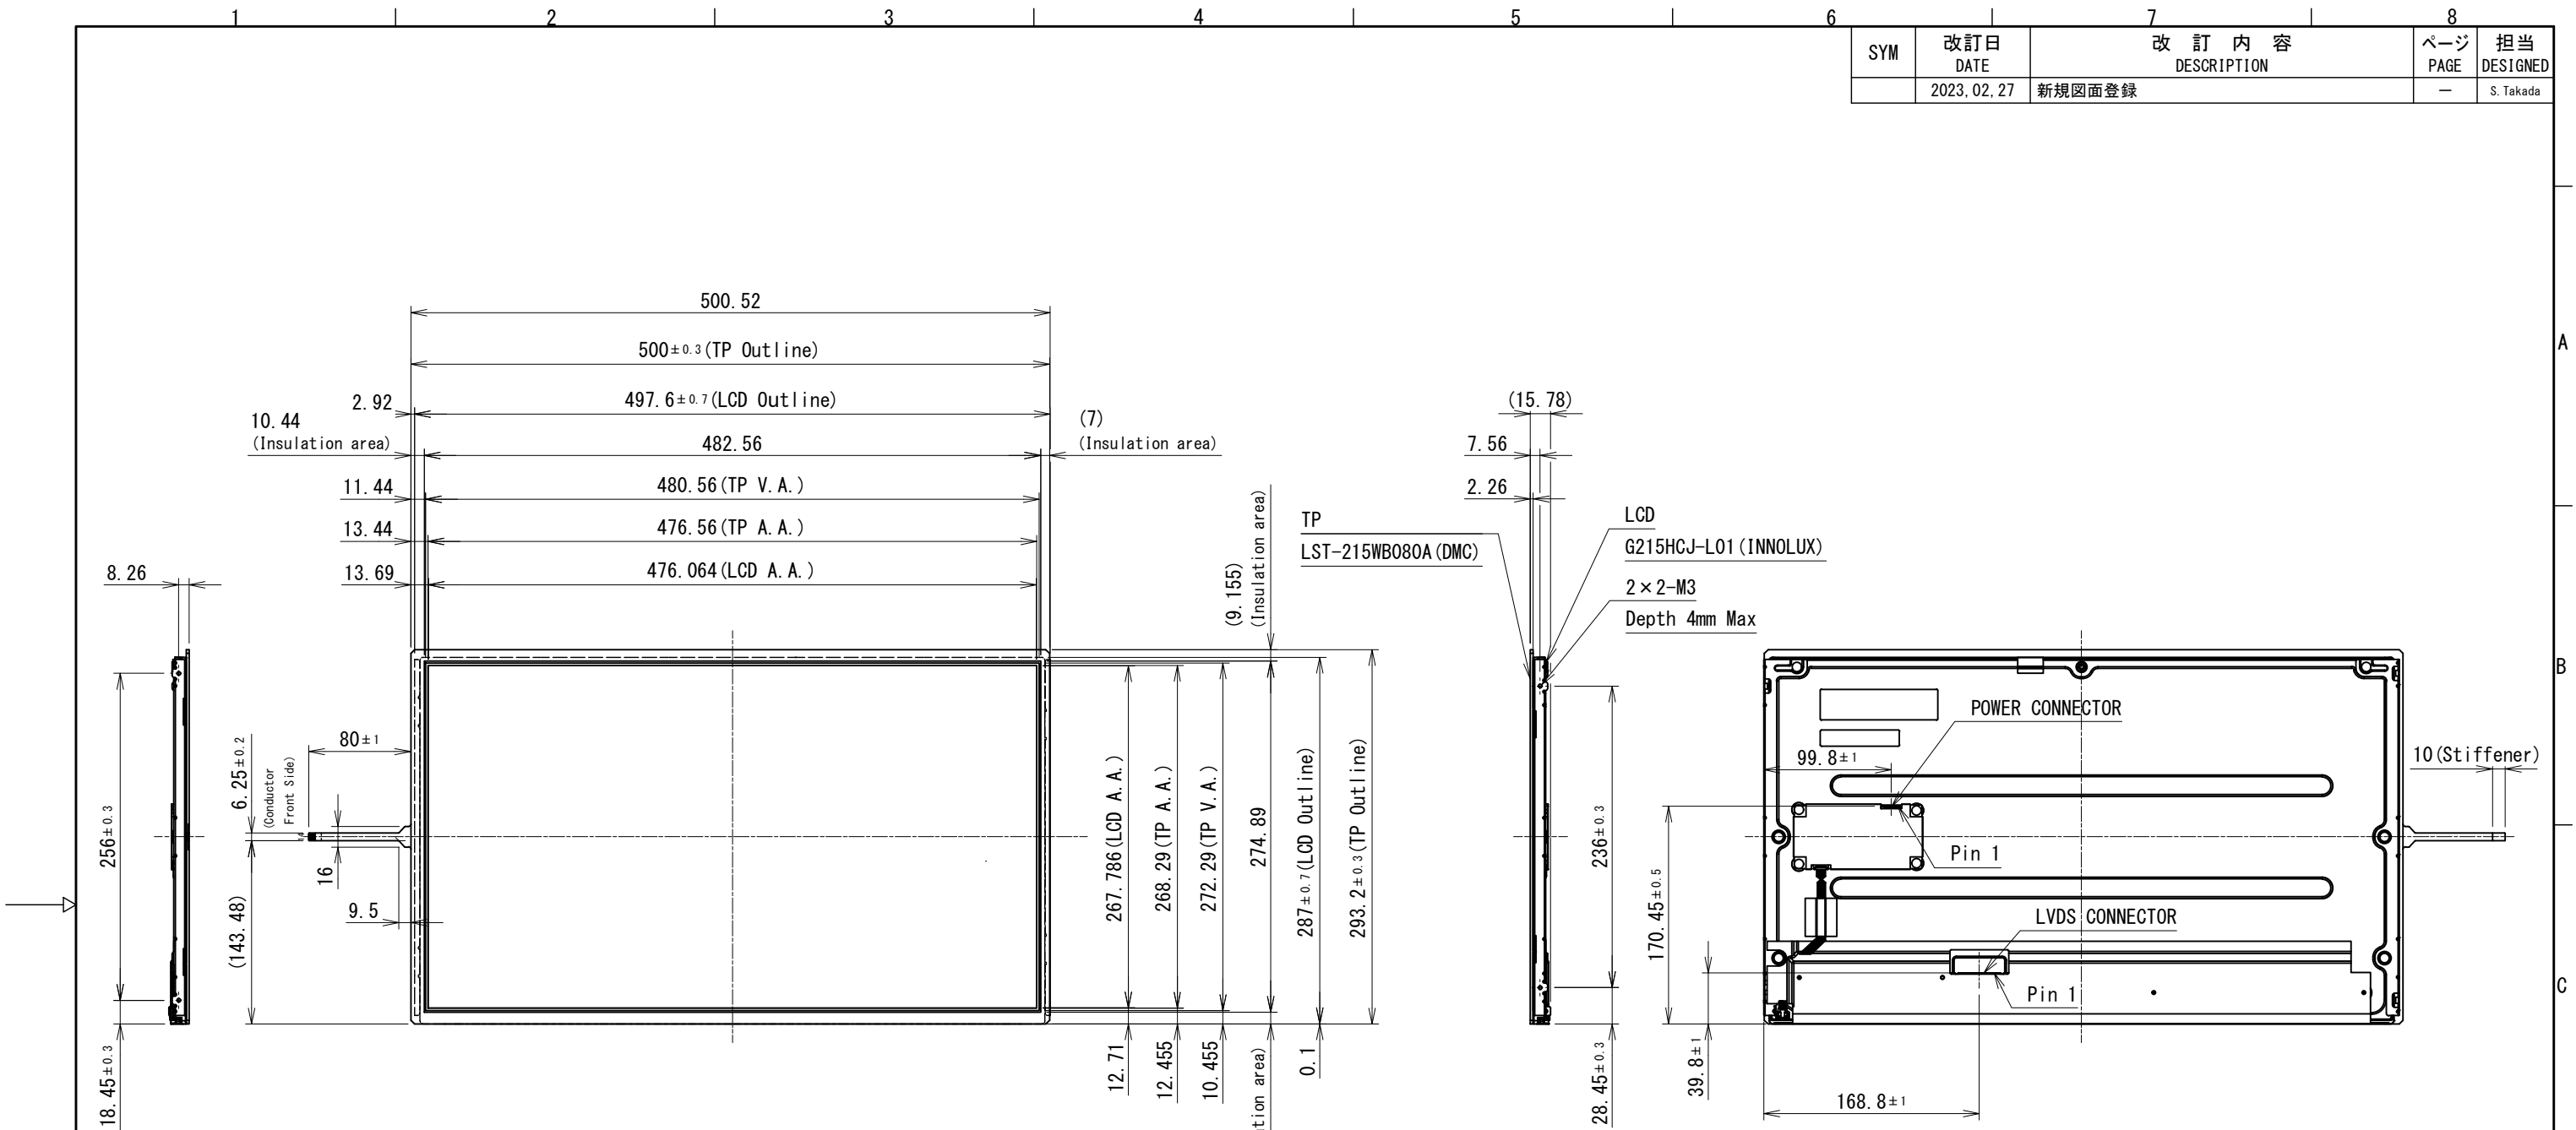 1 2 3 4 5 6 7 8
SYM 改訂日 改訂内容 ページ 担当
DATE DESCRIPTION PAGE DESIGNED
2023,02,27 新規図面登録 — S. Takada
A
B
C
500.52
500±0.3(TP Outline)
2.92 497.6±0.7(LCD Outline)
10.44
(Insulation area)
482.56
(7)
(Insulation area)
11.44 480.56(TP V.A.)
13.44 476.56(TP A.A.)
13.69 476.064(LCD A.A.)
8.26
256±0.3
18.45±0.3
6.25±0.2
(Conductor
Front Side)
80±1
16
9.5
(143.48)
(9.155)
(Insulation area)
267.786(LCD A.A.)
268.29(TP A.A.)
272.29(TP V.A.)
274.89
287±0.7(LCD Outline)
293.2±0.3(TP Outline)
12.71
12.455
10.455
tion area)
0.1
(15.78)
7.56
2.26
TP
LST-215WB080A(DMC)
LCD
G215HCJ-L01(INNOLUX)
2×2-M3
Depth 4mm Max
236±0.3
28.45±0.3
POWER CONNECTOR
99.8±1
10(Stiffener)
Pin 1
170.45±0.5
LVDS CONNECTOR
Pin 1
39.8±1
168.8±1